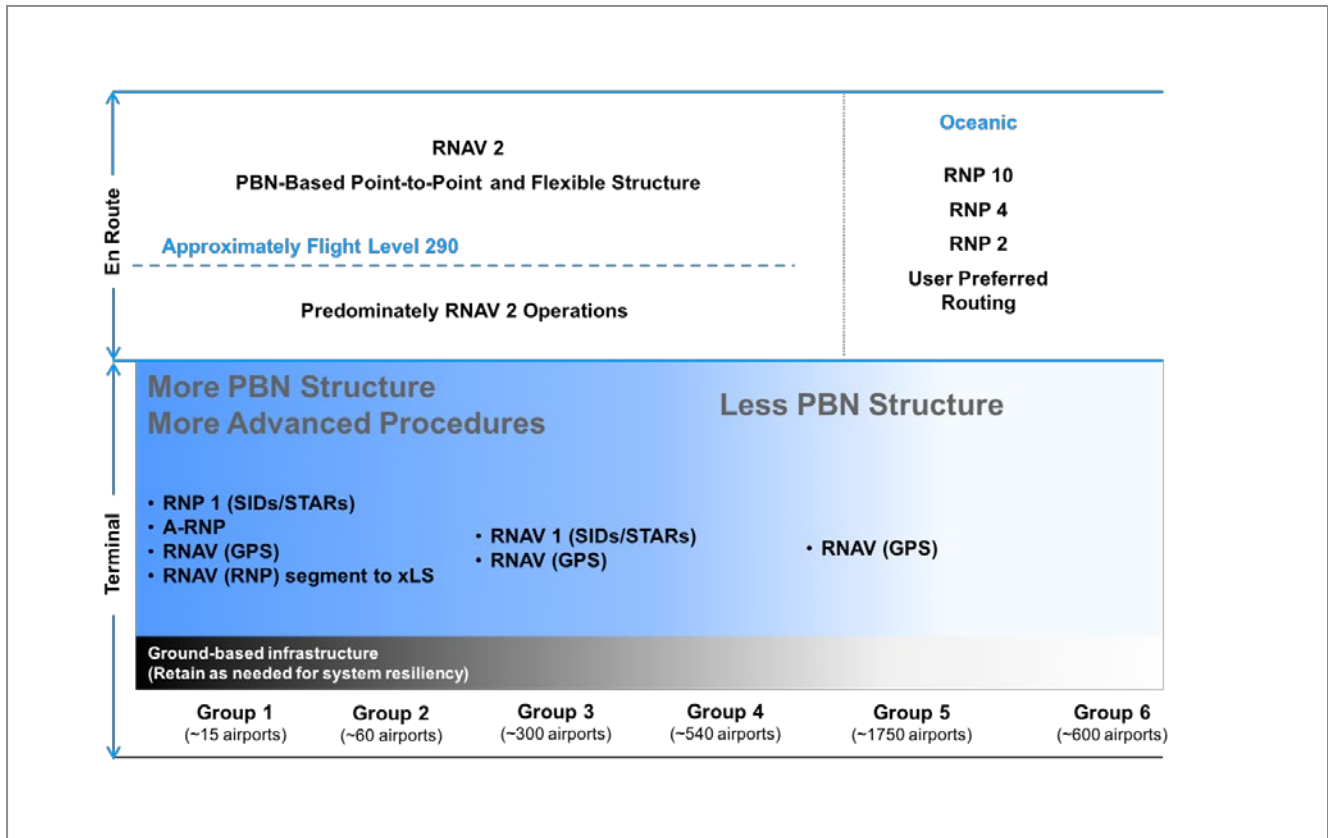 En Route
RNAV 2
PBN-Based Point-to-Point and Flexible Structure
Approximately Flight Level 290
Predominately RNAV 2 Operations
Oceanic
RNP 10
RNP 4
RNP 2
User Preferred
Routing
Terminal
More PBN Structure
More Advanced Procedures
Less PBN Structure
• RNP 1 (SIDs/STARs)
• A-RNP
• RNAV (GPS)
• RNAV (RNP) segment to xLS
• RNAV 1 (SIDs/STARs)
• RNAV (GPS)
• RNAV (GPS)
Ground-based infrastructure
(Retain as needed for system resiliency)
Group 1
(~15 airports)
Group 2
(~60 airports)
Group 3
(~300 airports)
Group 4
(~540 airports)
Group 5
(~1750 airports)
Group 6
(~600 airports)